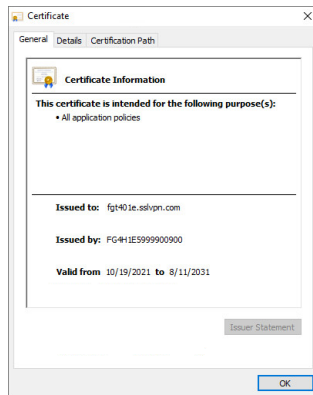 Certificate
General Details Certification Path
Certificate Information
This certificate is intended for the following purpose(s):
• All application policies
Issued to: fgt401e.sslvpn.com
Issued by: FG4H1E5999900900
Valid from 10/19/2021 to 8/11/2031
Issuer Statement
OK